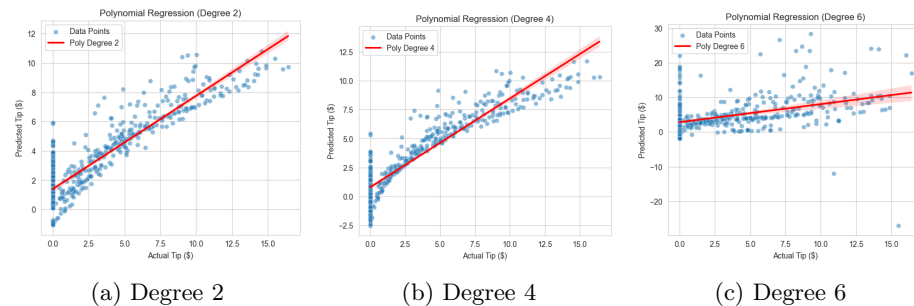 Polynomial Regression (Degree 2)
Data Points
Poly Degree 2
Predicted Tip ($)
12
10
8
6
4
2
0
0.0 2.5 5.0 7.5 10.0 12.5 15.0
Actual Tip ($)
(a) Degree 2
Polynomial Regression (Degree 4)
Data Points
Poly Degree 4
Predicted Tip ($)
12.5
10.0
7.5
5.0
2.5
0.0
−2.5
0.0 2.5 5.0 7.5 10.0 12.5 15.0
Actual Tip ($)
(b) Degree 4
Polynomial Regression (Degree 6)
Data Points
Poly Degree 6
Predicted Tip ($)
30
20
10
0
−10
−20
0.0 2.5 5.0 7.5 10.0 12.5 15.0
Actual Tip ($)
(c) Degree 6